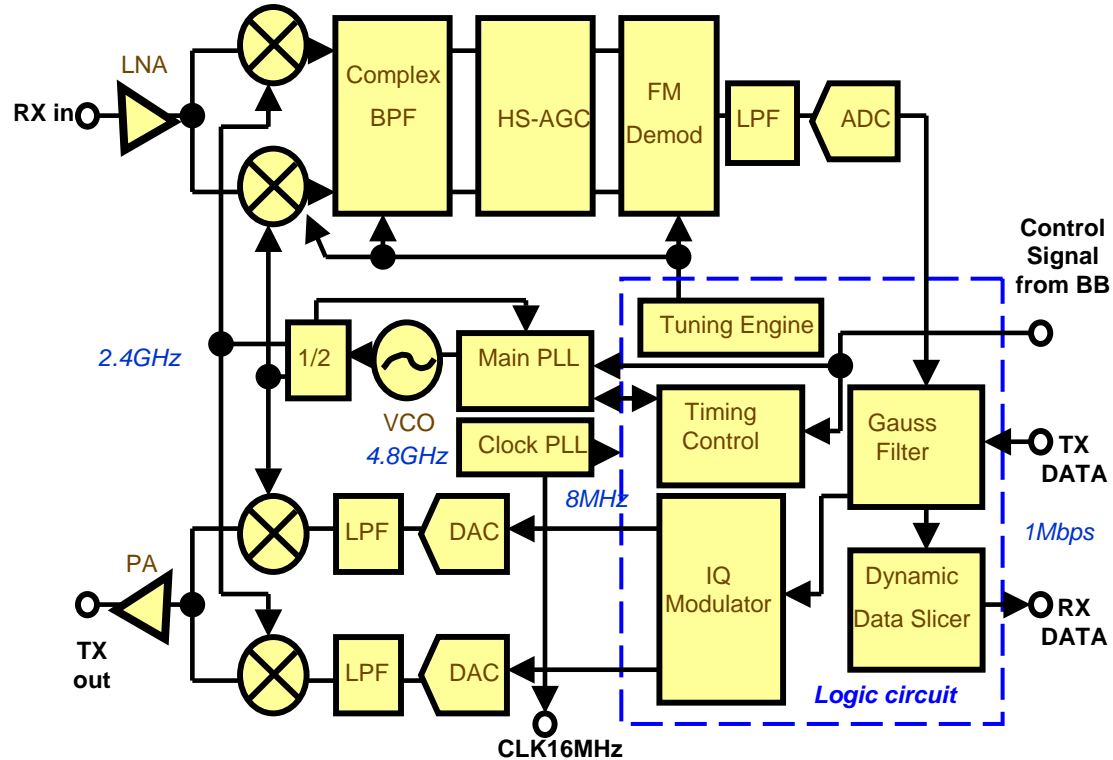 LNA
RX in
Complex
BPF
HS-AGC
FM
Demod
LPF
ADC
Control
Signal
from BB
Tuning Engine
2.4GHz
1/2
VCO
Main PLL
4.8GHz
Clock PLL
8MHz
Timing
Control
Gauss
Filter
TX
DATA
1Mbps
PA
TX
out
LPF
DAC
LPF
DAC
IQ
Modulator
Dynamic
Data Slicer
RX
DATA
Logic circuit
CLK16MHz